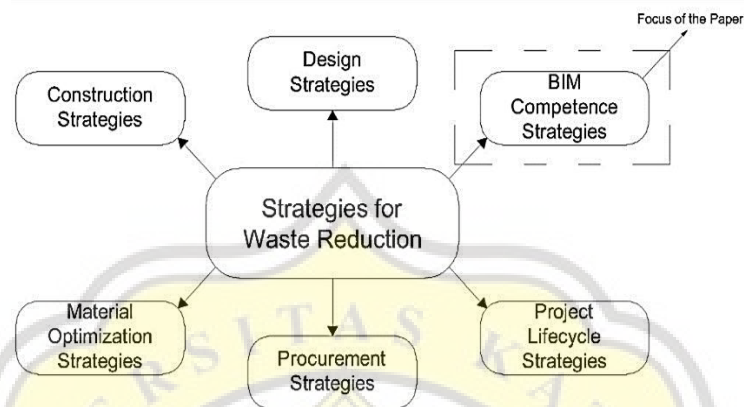 Focus of the Paper
Design
Strategies
Construction
Strategies
BIM
Competence
Strategies
Strategies for
Waste Reduction
Material
Optimization
Strategies
Procurement
Strategies
Project
Lifecycle
Strategies